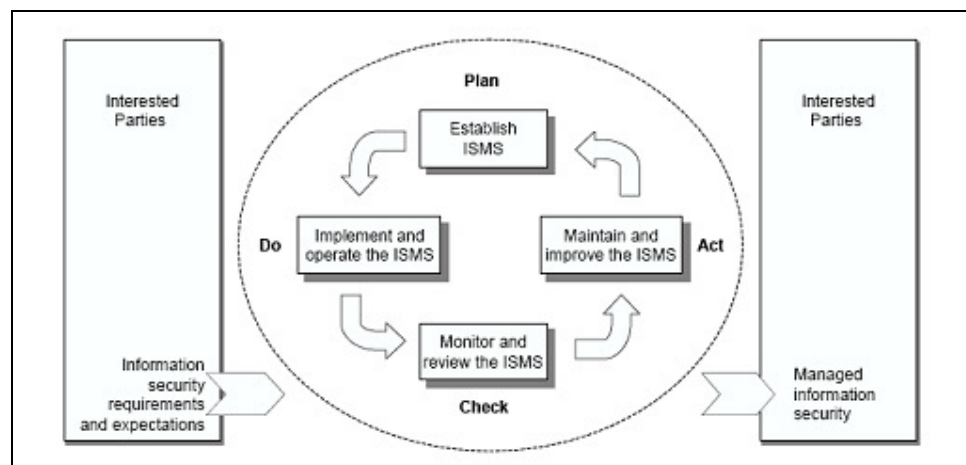 Interested
Parties
Information
security
requirements
and expectations
Plan
Establish
ISMS
Do
Implement and
operate the ISMS
Maintain and
improve the ISMS
Act
Monitor and
review the ISMS
Check
Interested
Parties
Managed
information
security